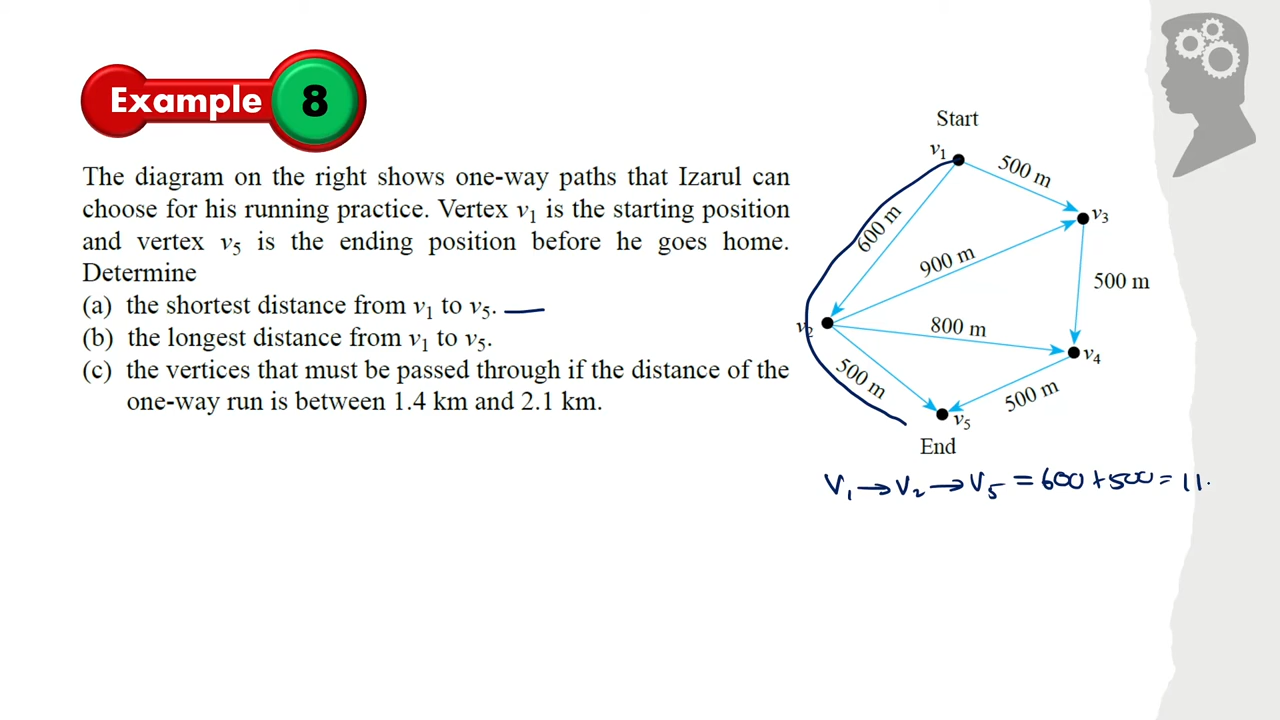 Example 8
The diagram on the right shows one-way paths that Izarul can
choose for his running practice. Vertex v₁ is the starting position
and vertex v₅ is the ending position before he goes home.
Determine
(a) the shortest distance from v₁ to v₅.
(b) the longest distance from v₁ to v₅.
(c) the vertices that must be passed through if the distance of the
one-way run is between 1.4 km and 2.1 km.
Start
v₁
500 m
v₃
600 m
900 m
500 m
v₂
800 m
v₄
500 m
500 m
v₅
End
V₁ → V₂ → V₅ = 600 + 500 = 11.